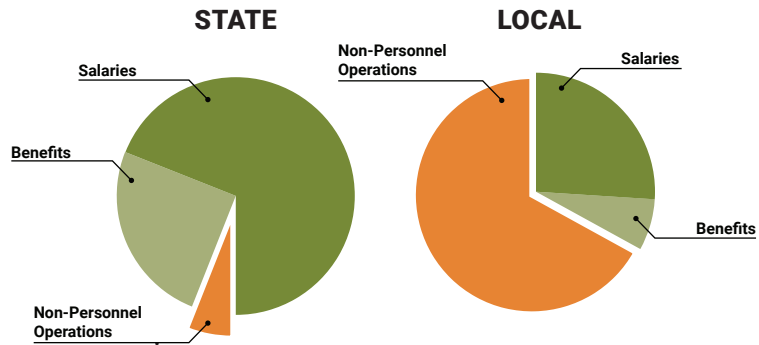 STATE
Salaries
Benefits
Non-Personnel
Operations
LOCAL
Non-Personnel
Operations
Salaries
Benefits